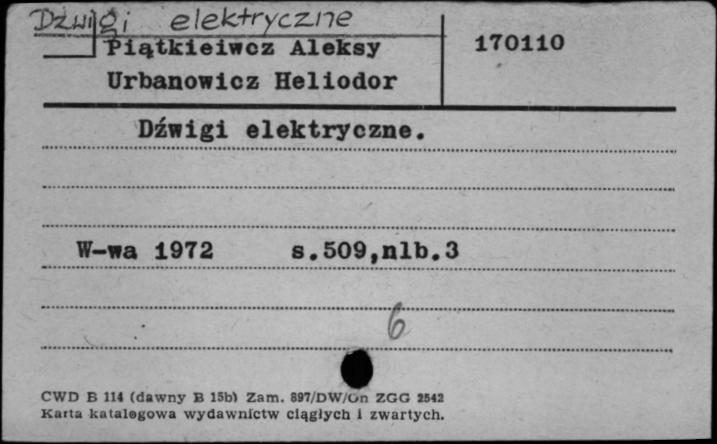 Dźwigi elektryczne
Piątkieiwcz Aleksy
Urbanowicz Heliodor
170110
Dźwigi elektryczne.
W-wa 1972 s.509,nlb.3
6
CWD B 114 (dawny B 15b) Zam. 897/DW/On ZGG 2542
Karta katalogowa wydawnictw ciągłych i zwartych.